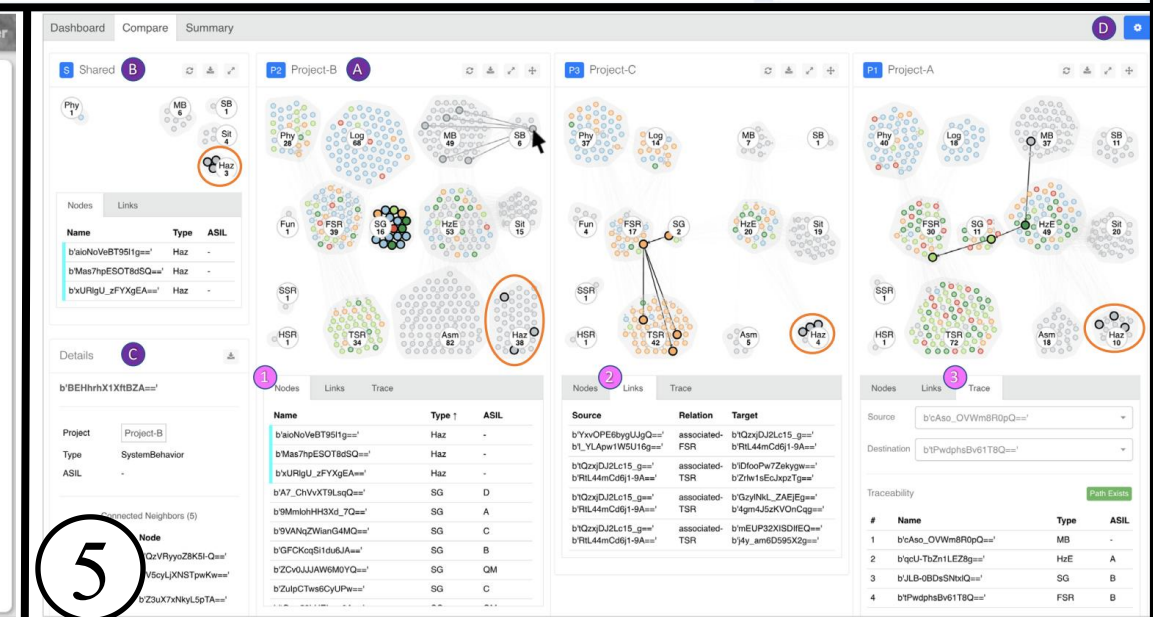 er
Dashboard Compare Summary
D
S Shared B
Phy 1
MB 6
SB 1
Sit 4
Haz 3
Nodes Links
Name Type ASIL
b'aioNoVeBT95I1g==' Haz -
b'Mas7hpESOT8dSQ==' Haz -
b'xURIgU_zFYXgEA==' Haz -
Details C
b'BEHhrhX1XftBZA=='
Project Project-B
Type SystemBehavior
ASIL -
Connected Neighbors (5)
Node
'QzVRyyoZ8K5I-Q=='
V5cyLjXNSTpwKw=='
b'Z3uX7xNkyL5pTA=='
5
P2 Project-B A
Phy 28
Log 68
MB 49
SB 6
Fun 1
FSR 39
SG 16
HzE 53
Sit 15
SSR 1
HSR 1
TSR 34
Asm 82
Haz 38
1
Nodes Links Trace
Name Type ↑ ASIL
b'aioNoVeBT95I1g==' Haz -
b'Mas7hpESOT8dSQ==' Haz -
b'xURIgU_zFYXgEA==' Haz -
b'A7_ChVvXT9LsqQ==' SG D
b'9MmlohHH3Xd_7Q==' SG A
b'9VANqZWianG4MQ==' SG C
b'GFCKcqSi1du6JA==' SG B
b'ZCv0JJJAW6M0YQ==' SG QM
b'ZulpCTws6CyUPw==' SG C
P3 Project-C
Phy 37
Log 14
MB 7
SB 1
Fun 4
FSR 17
SG 2
HzE 20
Sit 19
SSR 1
HSR 1
TSR 42
Asm 5
Haz 4
2
Nodes Links Trace
Source Relation Target
b'YxvOPE6bygUJgQ==' associated- b'tQzxjDJ2Lc15_g=='
b'l_YLApw1W5U16g==' FSR b'RtL44mCd6j1-9A=='
b'tQzxjDJ2Lc15_g==' associated- b'iDfooPw7Zekygw=='
b'RtL44mCd6j1-9A==' TSR b'Zrlw1sEcJxpzTg=='
b'tQzxjDJ2Lc15_g==' associated- b'GzylNkL_ZAEjEg=='
b'RtL44mCd6j1-9A==' TSR b'4gm4J5zKVOnCqg=='
b'tQzxjDJ2Lc15_g==' associated- b'mEUP32XISDlfEQ=='
b'RtL44mCd6j1-9A==' TSR b'j4y_am6D595X2g=='
P1 Project-A
Phy 40
Log 18
MB 37
SB 11
FSR 30
SG 11
HzE 49
Sit 20
SSR 1
HSR 1
TSR 72
Asm 18
Haz 10
3
Nodes Links Trace
Source b'cAso_OVWm8R0pQ=='
Destination b'tPwdphsBv61T8Q=='
Traceability Path Exists
# Name Type ASIL
1 b'cAso_OVWm8R0pQ==' MB -
2 b'qcU-TbZn1LEZ8g==' HzE A
3 b'JLB-0BDsSNtxIQ==' SG B
4 b'tPwdphsBv61T8Q==' FSR B